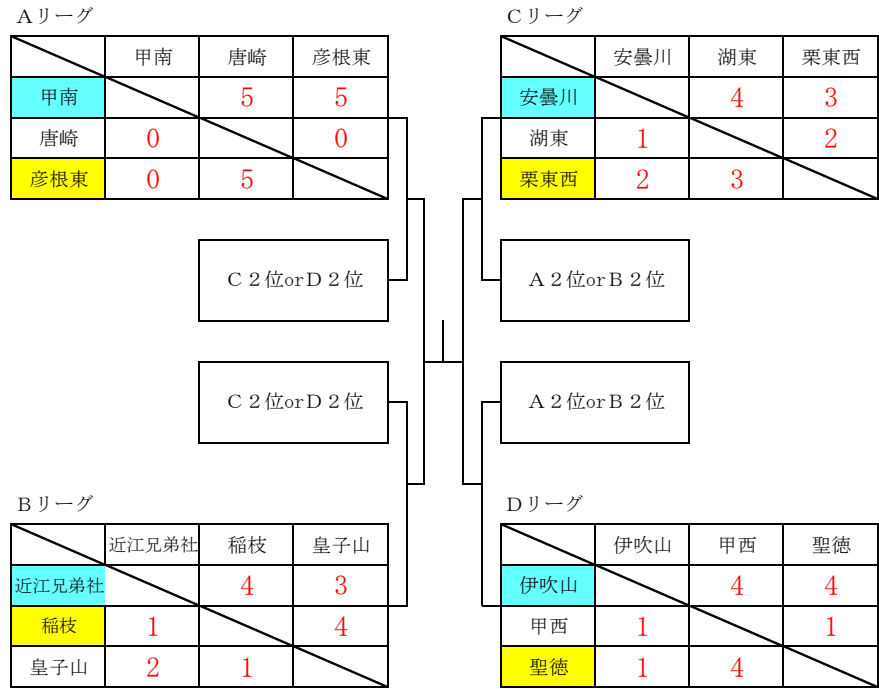 Ａリーグ
甲南 唐崎 彦根東
甲南 5 5
唐崎 0 0
彦根東 0 5
Ｃ２位orＤ２位
Ｃ２位orＤ２位
Ｂリーグ
近江兄弟社 稲枝 皇子山
近江兄弟社 4 3
稲枝 1 4
皇子山 2 1
Ｃリーグ
安曇川 湖東 栗東西
安曇川 4 3
湖東 1 2
栗東西 2 3
Ａ２位orＢ２位
Ａ２位orＢ２位
Ｄリーグ
伊吹山 甲西 聖徳
伊吹山 4 4
甲西 1 1
聖徳 1 4